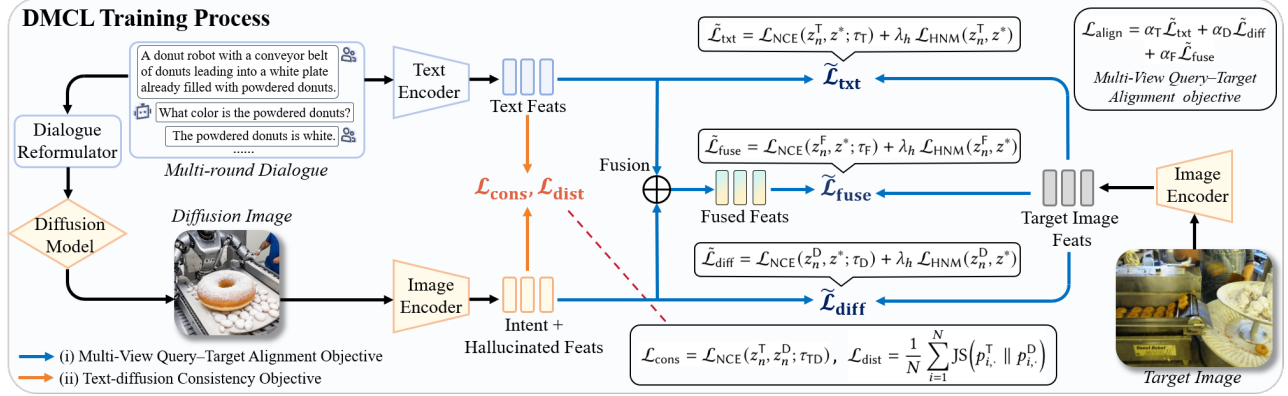 DMCL Training Process
A donut robot with a conveyor belt
of donuts leading into a white plate
already filled with powdered donuts.
What color is the powdered donuts?
The powdered donuts is white.
......
Multi-round Dialogue
Dialogue
Reformulator
Diffusion
Model
Diffusion Image
Text
Encoder
Text Feats
Image
Encoder
Intent +
Hallucinated Feats
ℒcons, ℒdist
Fusion
Fused Feats
ℒ̃txt = ℒNCE(zₙᵀ, z*; τT) + λh ℒHNM(zₙᵀ, z*)
ℒ̃txt
ℒ̃fuse = ℒNCE(zₙF, z*; τF) + λh ℒHNM(zₙF, z*)
ℒ̃fuse
ℒ̃diff = ℒNCE(zₙD, z*; τD) + λh ℒHNM(zₙD, z*)
ℒ̃diff
ℒcons = ℒNCE(zₙT, zₙD; τTD), ℒdist = 1/N ∑i=1N JS(pTi,· ∥ pDi,·)
ℒalign = αTℒ̃txt + αDℒ̃diff
+ αFℒ̃fuse
Multi-View Query–Target
Alignment objective
Target Image
Feats
Image
Encoder
Target Image
(i) Multi-View Query–Target Alignment Objective
(ii) Text-diffusion Consistency Objective